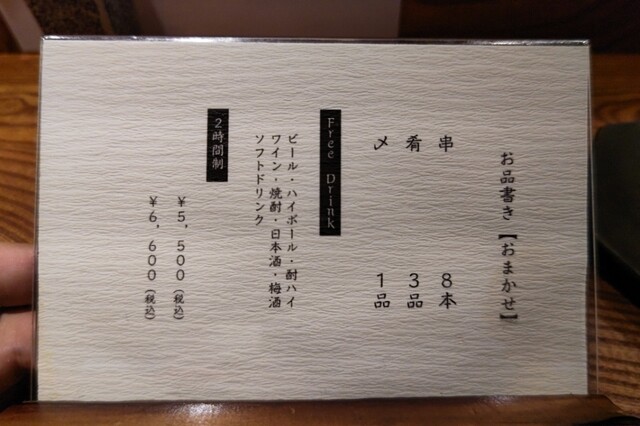 お品書き【おまかせ】
串 8本
肴 3品
〆 1品
Free Drink
ビール・ハイボール・酎ハイ
ワイン・焼酎・日本酒・梅酒
ソフトドリンク
2時間制
¥5,500(税込)
¥6,600(税込)